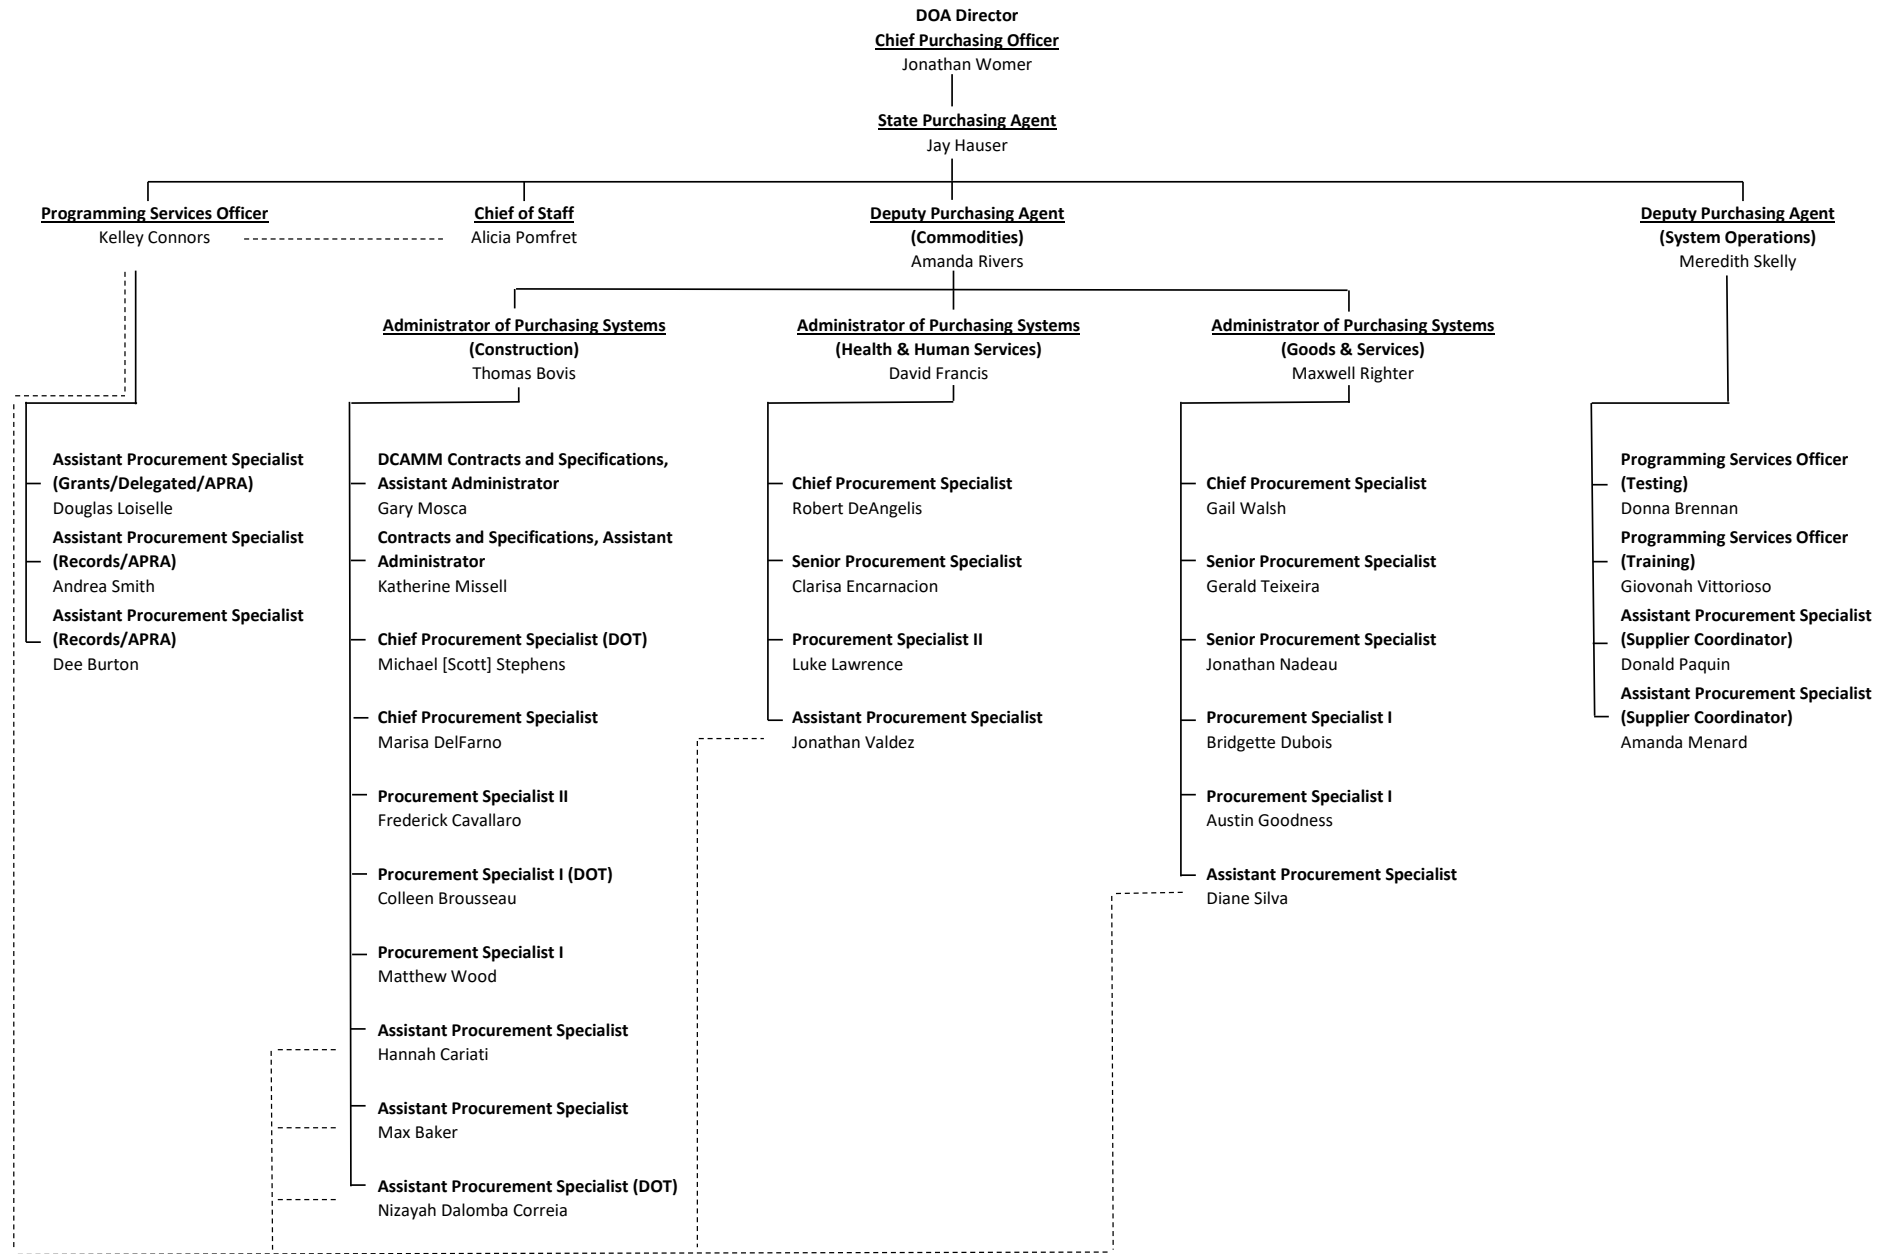 DOA Director
Chief Purchasing Officer
Jonathan Womer
State Purchasing Agent
Jay Hauser
Programming Services Officer
Kelley Connors
Chief of Staff
Alicia Pomfret
Deputy Purchasing Agent
(Commodities)
Amanda Rivers
Deputy Purchasing Agent
(System Operations)
Meredith Skelly
Administrator of Purchasing Systems
(Construction)
Thomas Bovis
Administrator of Purchasing Systems
(Health & Human Services)
David Francis
Administrator of Purchasing Systems
(Goods & Services)
Maxwell Righter
Assistant Procurement Specialist
(Grants/Delegated/APRA)
Douglas Loiselle
Assistant Procurement Specialist
(Records/APRA)
Andrea Smith
Assistant Procurement Specialist
(Records/APRA)
Dee Burton
DCAMM Contracts and Specifications,
Assistant Administrator
Gary Mosca
Contracts and Specifications, Assistant
Administrator
Katherine Missell
Chief Procurement Specialist (DOT)
Michael [Scott] Stephens
Chief Procurement Specialist
Marisa DelFarno
Procurement Specialist II
Frederick Cavallaro
Procurement Specialist I (DOT)
Colleen Brousseau
Procurement Specialist I
Matthew Wood
Assistant Procurement Specialist
Hannah Cariati
Assistant Procurement Specialist
Max Baker
Assistant Procurement Specialist (DOT)
Nizayah Dalomba Correia
Chief Procurement Specialist
Robert DeAngelis
Senior Procurement Specialist
Clarisa Encarnacion
Procurement Specialist II
Luke Lawrence
Assistant Procurement Specialist
Jonathan Valdez
Chief Procurement Specialist
Gail Walsh
Senior Procurement Specialist
Gerald Teixeira
Senior Procurement Specialist
Jonathan Nadeau
Procurement Specialist I
Bridgette Dubois
Procurement Specialist I
Austin Goodness
Assistant Procurement Specialist
Diane Silva
Programming Services Officer
(Testing)
Donna Brennan
Programming Services Officer
(Training)
Giovonah Vittorioso
Assistant Procurement Specialist
(Supplier Coordinator)
Donald Paquin
Assistant Procurement Specialist
(Supplier Coordinator)
Amanda Menard